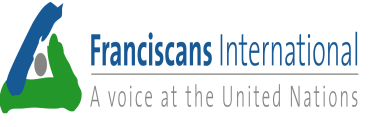 Franciscans International
A voice at the United Nations